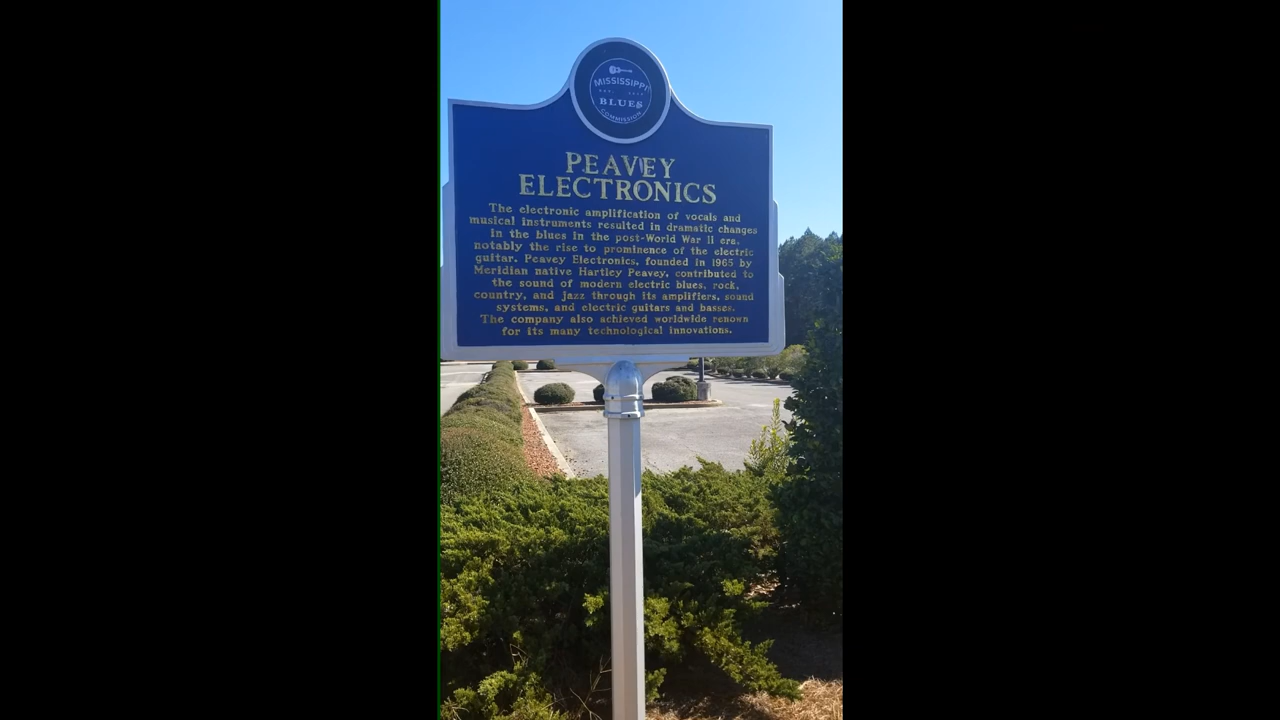 MISSISSIPPI
BLUES
COMMISSION
PEAVEY
ELECTRONICS
The electronic amplification of vocals and
musical instruments resulted in dramatic changes
in the blues in the post-World War II era,
notably the rise to prominence of the electric
guitar. Peavey Electronics, founded in 1965 by
Meridian native Hartley Peavey, contributed to
the sound of modern electric blues, rock,
country, and jazz through its amplifiers, sound
systems, and electric guitars and basses.
The company also achieved worldwide renown
for its many technological innovations.